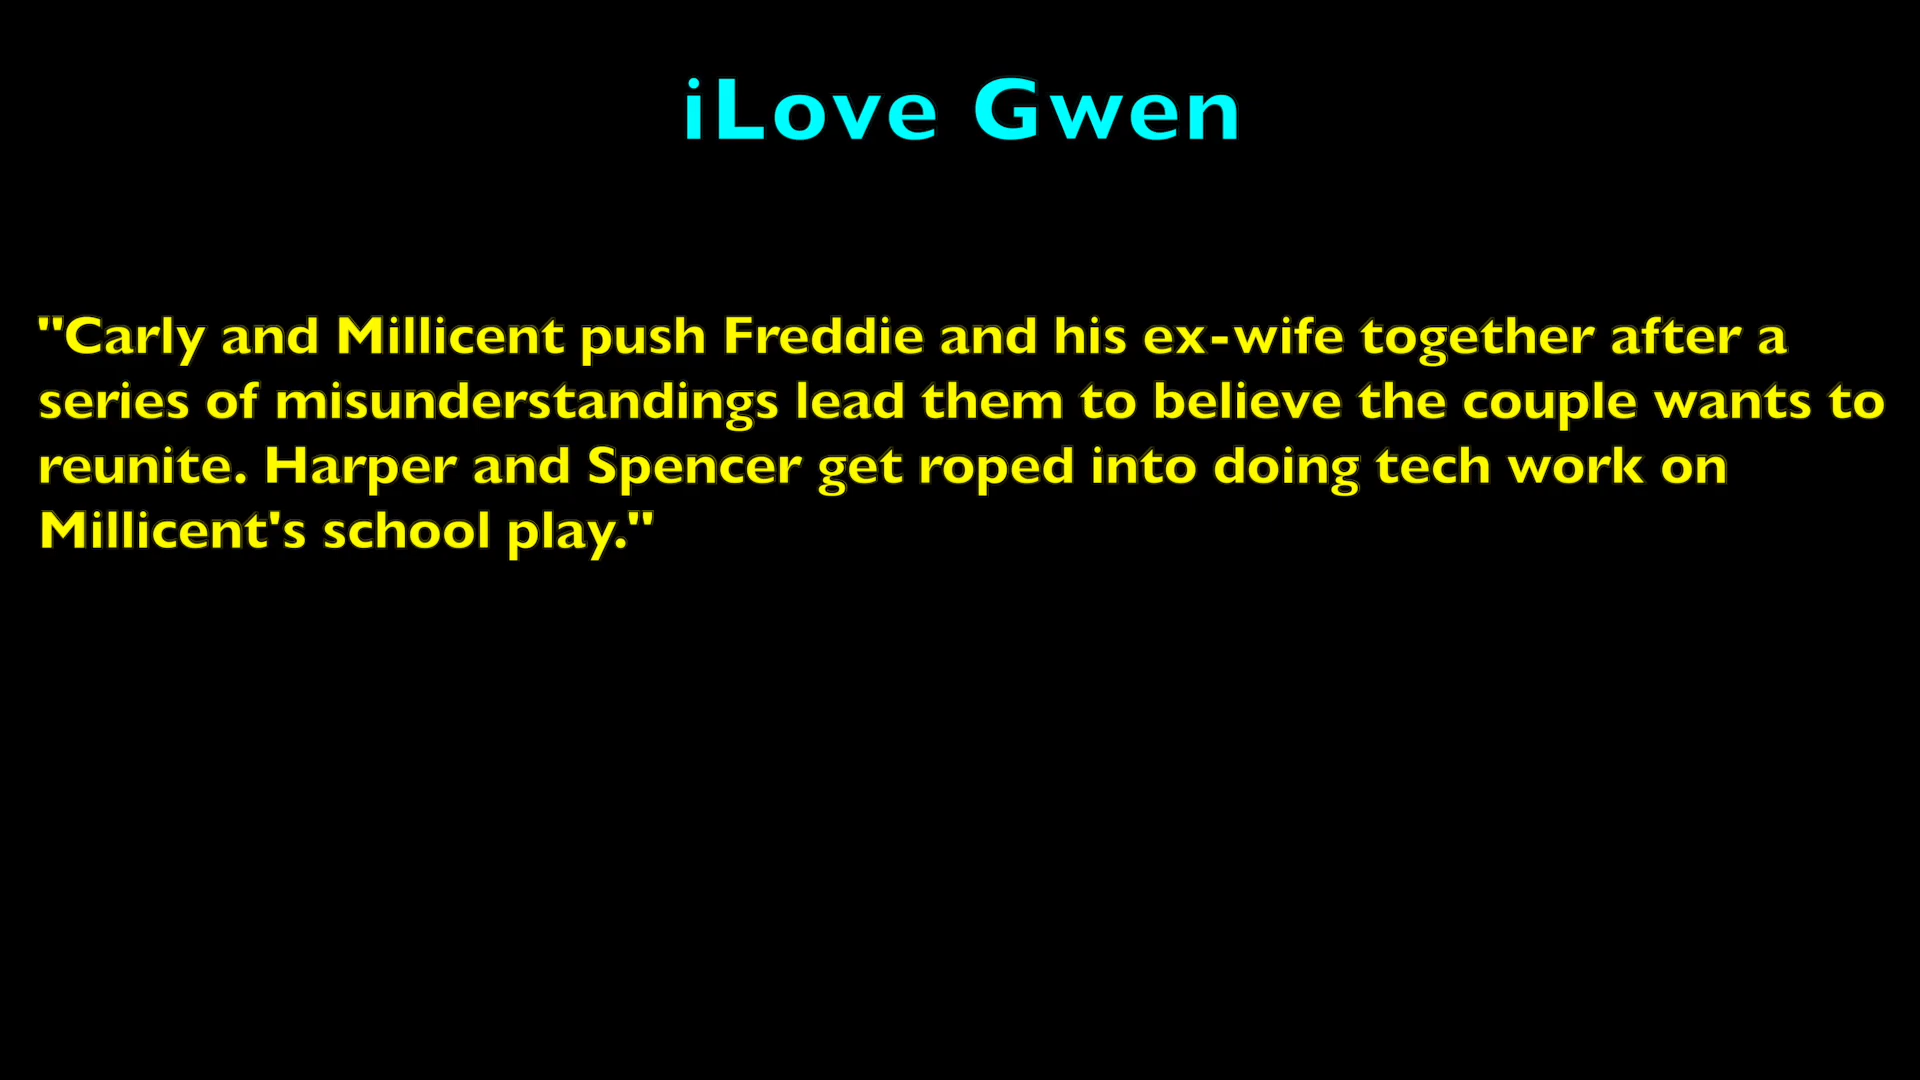 iLove Gwen
"Carly and Millicent push Freddie and his ex-wife together after a
series of misunderstandings lead them to believe the couple wants to
reunite. Harper and Spencer get roped into doing tech work on
Millicent's school play."